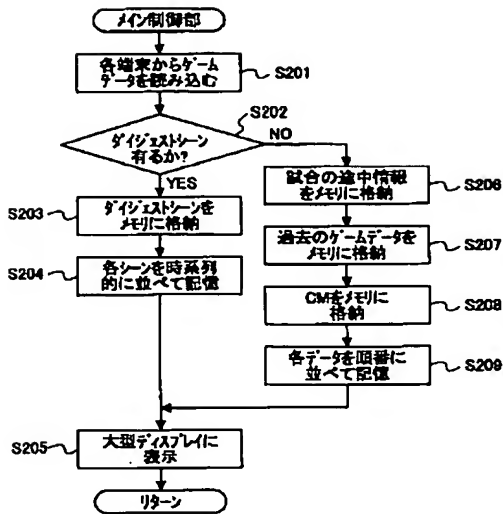 メイン制御部
各端末からゲーム
データを読み込む
S201
S202
ダイジェストシーン
有るか?
NO
YES
S203
ダイジェストシーンを
メモリに格納
S204
各シーンを時系列
的に並べて記憶
試合の途中情報
をメモリに格納
S206
過去のゲームデータを
メモリに格納
S207
CMをメモリに
格納
S208
各データを順番に
並べて記憶
S209
S205
大型ディスプレイに
表示
リターン